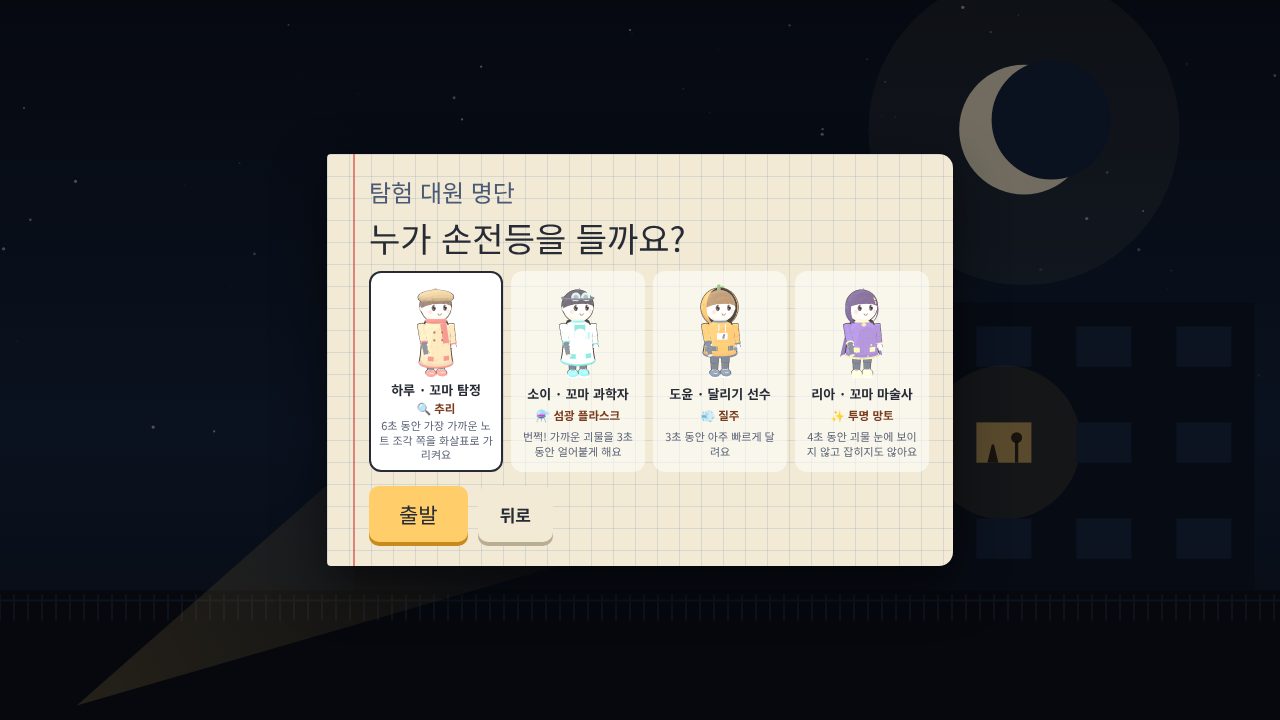 탐험 대원 명단
누가 손전등을 들까요?
하루 · 꼬마 탐정
🔍 추리
6초 동안 가장 가까운 노
트 조각 쪽을 화살표로 가
리켜요
소이 · 꼬마 과학자
⚗️ 섬광 플라스크
번쩍! 가까운 괴물을 3초
동안 얼어붙게 해요
도윤 · 달리기 선수
💨 질주
3초 동안 아주 빠르게 달
려요
리아 · 꼬마 마술사
✨ 투명 망토
4초 동안 괴물 눈에 보이
지 않고 잡히지도 않아요
출발
뒤로